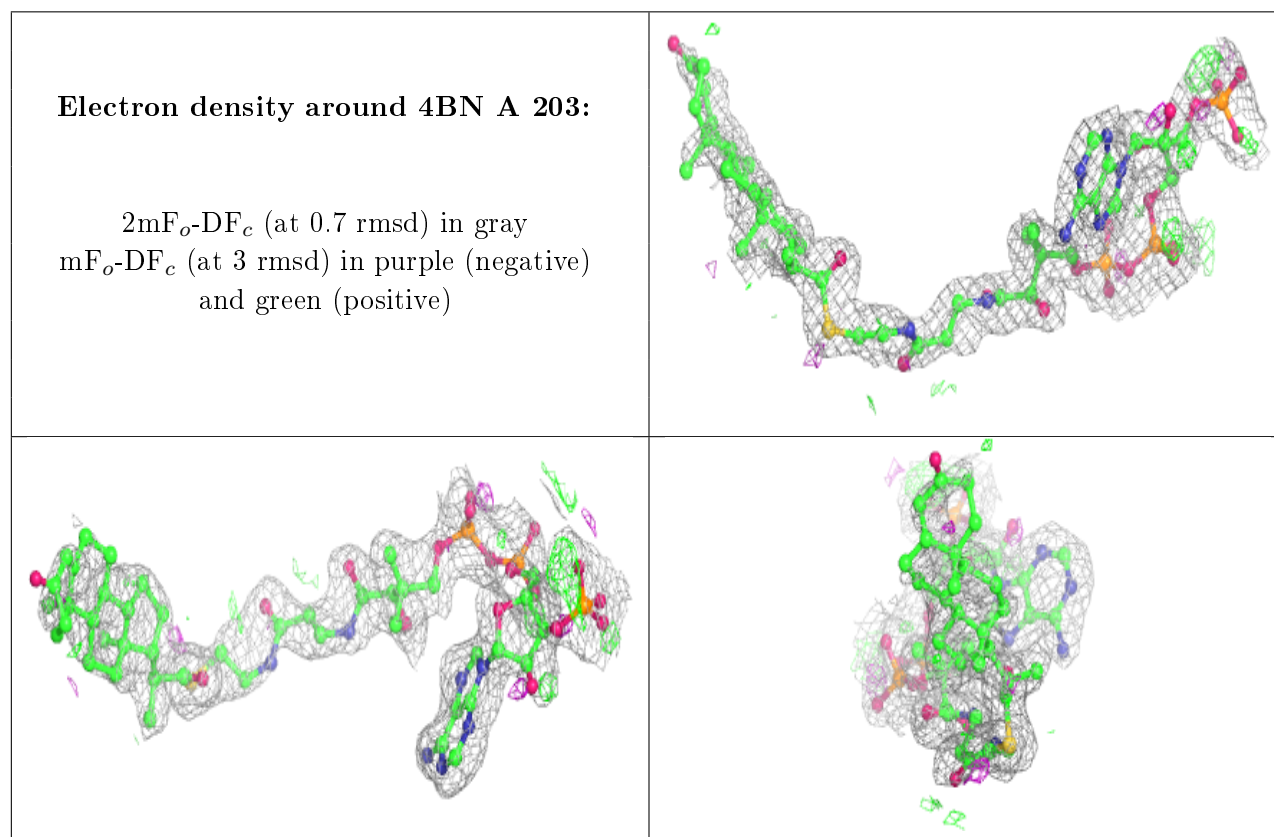 Electron density around 4BN A 203:
2mFₒ-DF𝒸 (at 0.7 rmsd) in gray
mFₒ-DF𝒸 (at 3 rmsd) in purple (negative)
and green (positive)